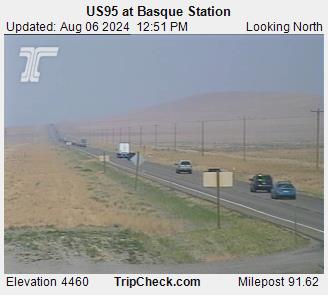 US95 at Basque Station
Updated: Aug 06 2024 12:51 PM Looking North
Elevation 4460 TripCheck.com Milepost 91.62